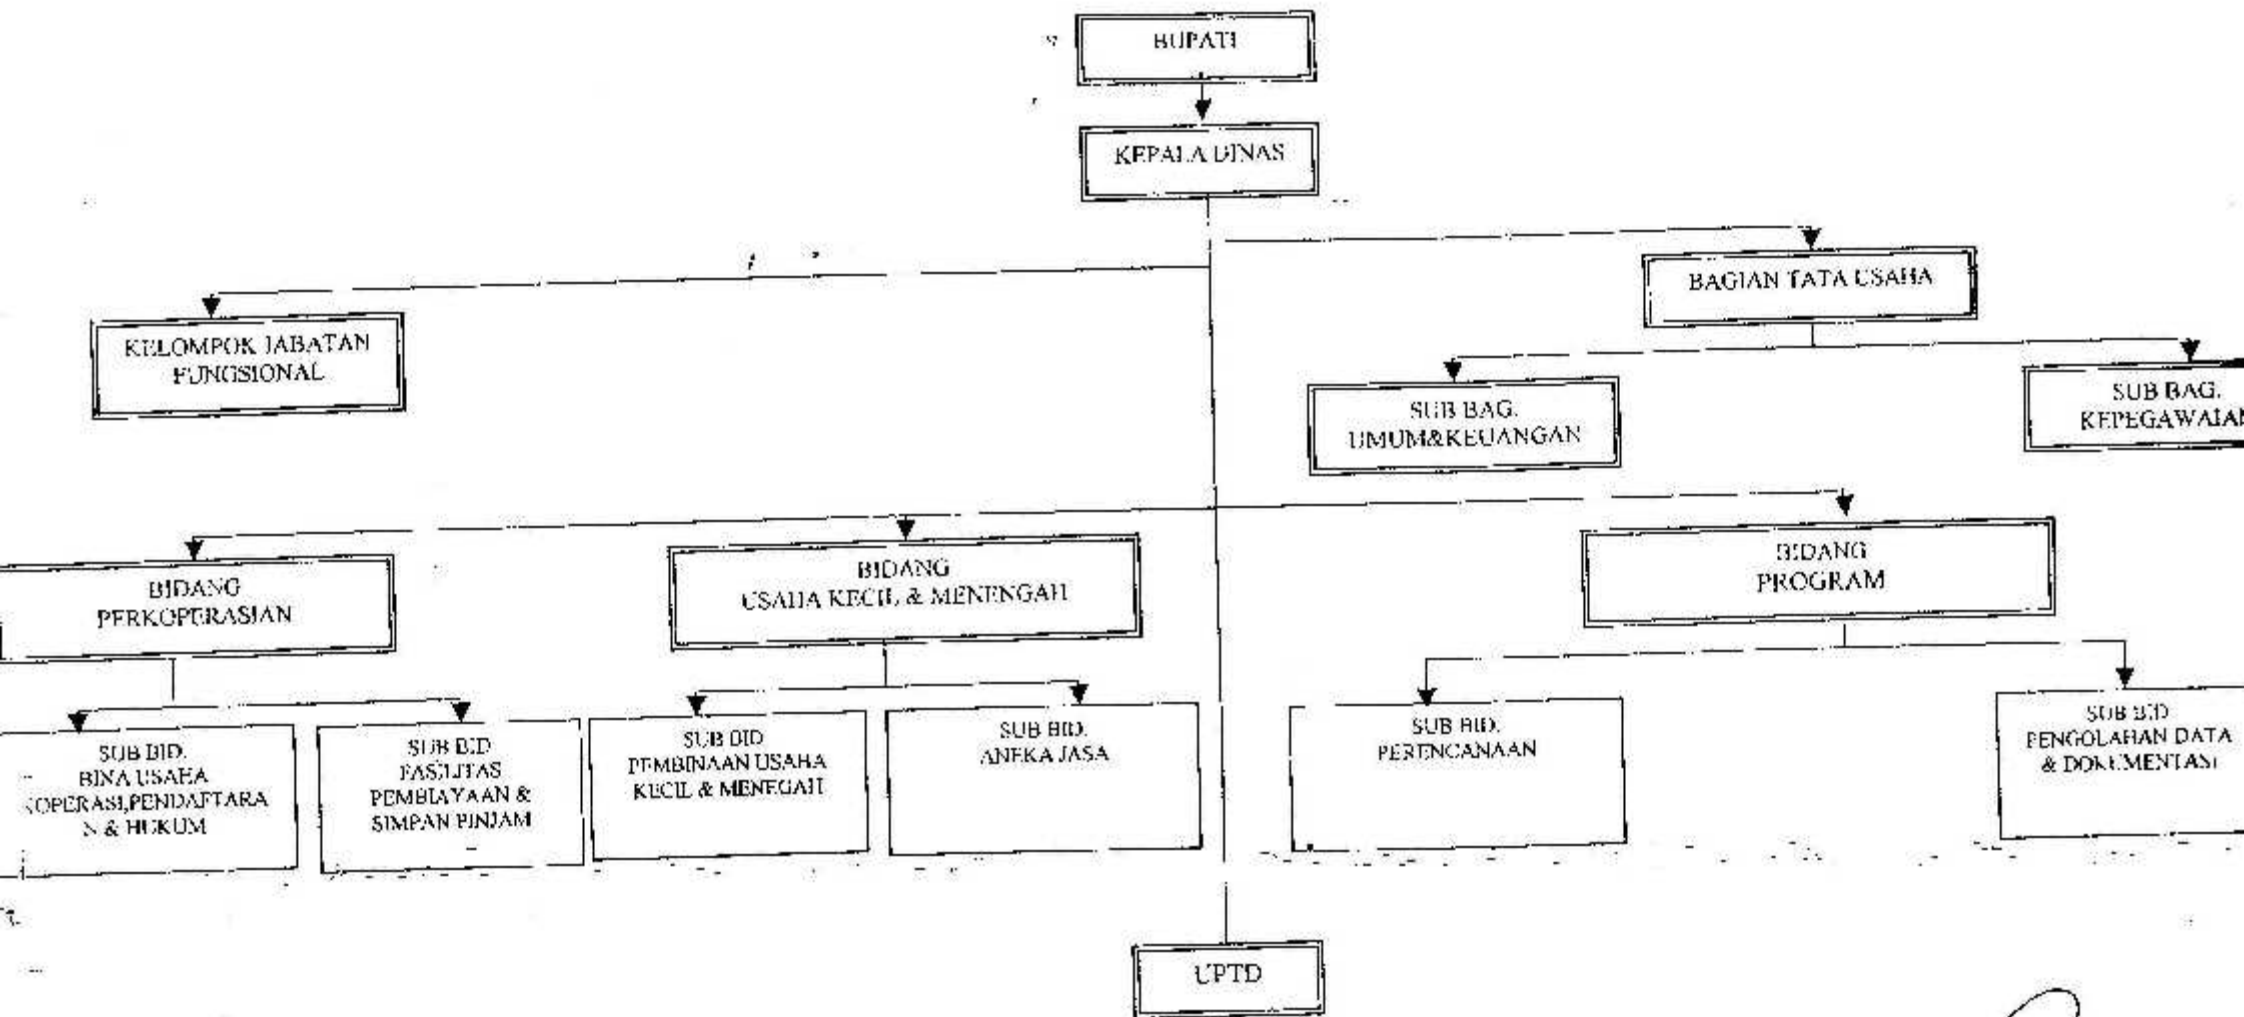 BUPATI
KEPALA DINAS
BAGIAN TATA USAHA
KELOMPOK JABATAN
FUNGSIONAL
SUB BAG.
UMUM&KEUANGAN
SUB BAG.
KEPEGAWAIAN
BIDANG
PERKOPERASIAN
BIDANG
USAHA KECIL & MENENGAH
BIDANG
PROGRAM
SUB BID.
BINA USAHA
KOPERASI,PENDAFTARA
N & HUKUM
SUB BID
FASILITAS
PEMBIAYAAN &
SIMPAN PINJAM
SUB BID
PEMBINAAN USAHA
KECIL & MENEGAH
SUB BID.
ANEKA JASA
SUB BID.
PERENCANAAN
SUB BID
PENGOLAHAN DATA
& DOKUMENTASI
UPTD